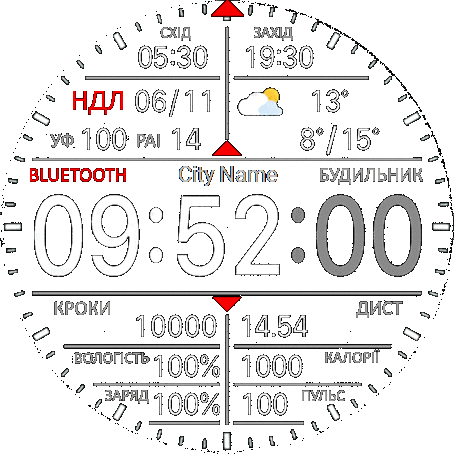 СХІД ЗАХІД
05:30 19:30
НДЛ 06/11 13°
УФ 100 РАІ 14 8°/15°
BLUETOOTH City Name БУДИЛЬНИК
09:52:00
КРОКИ ДИСТ
10000 14.54
ВОЛОГІСТЬ 100% 1000 КАЛОРІЇ
ЗАРЯД 100% 100 ПУЛЬС